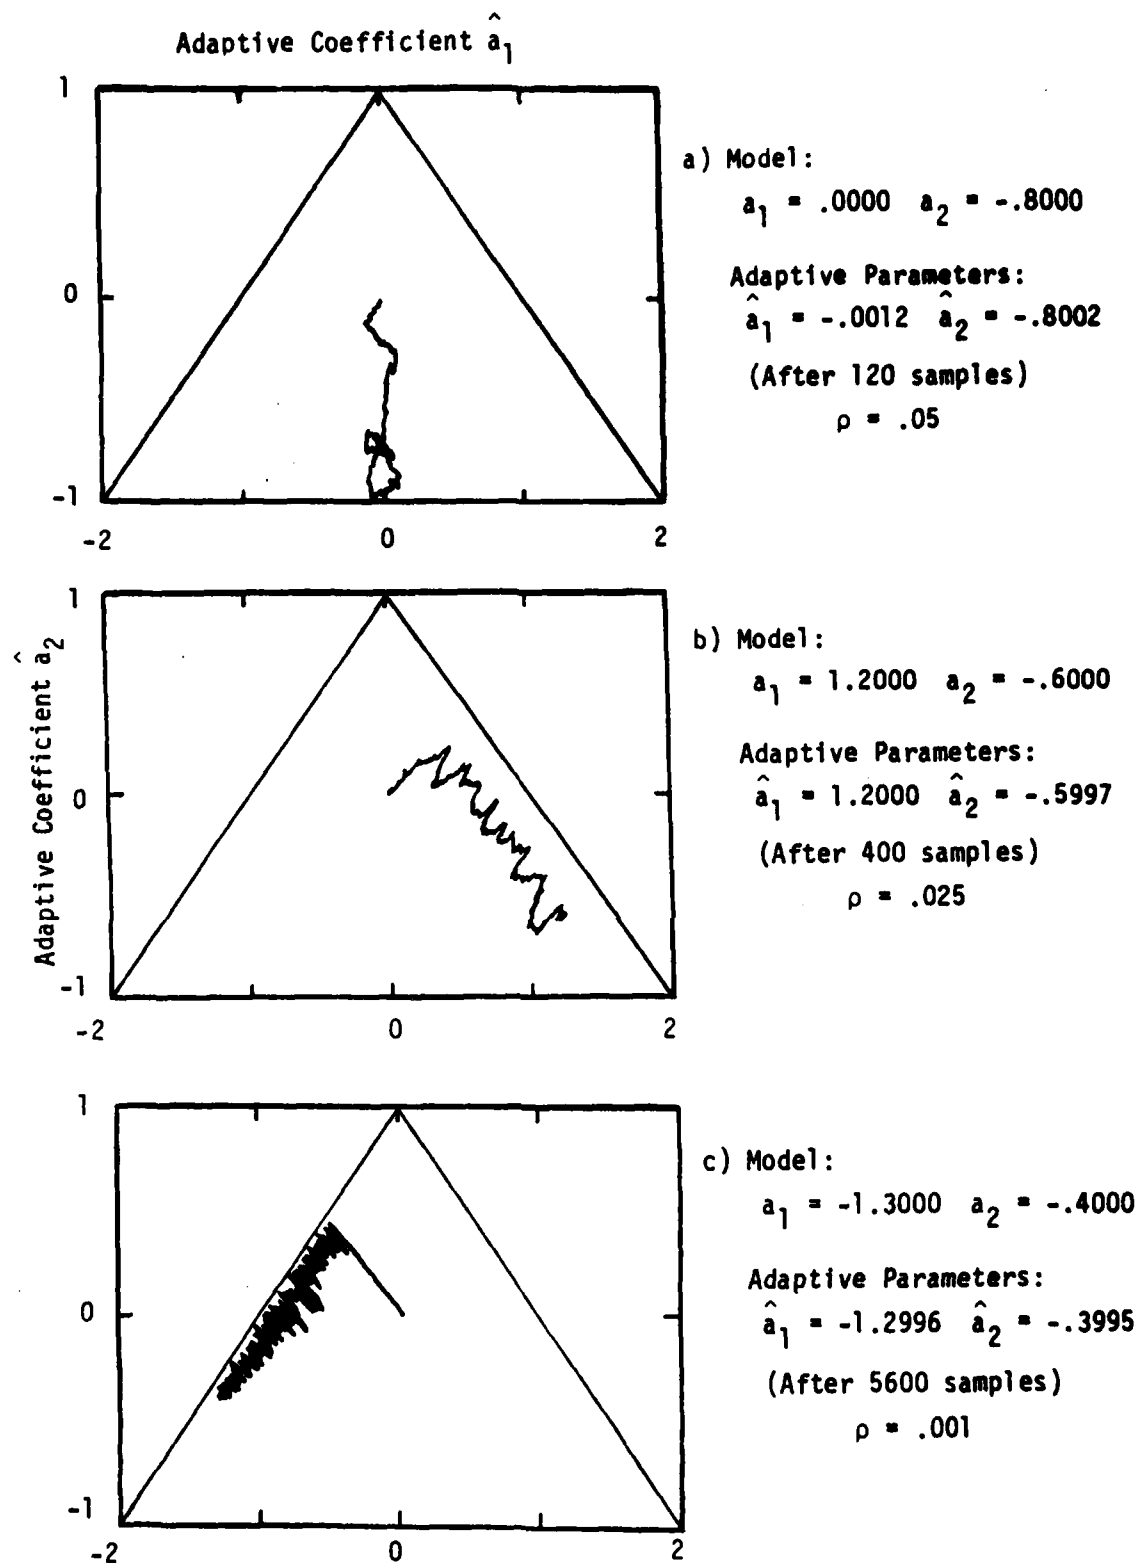 Adaptive Coefficient â₁
1
0
-1
-2 0 2
a) Model:
a₁ = .0000 a₂ = -.8000
Adaptive Parameters:
â₁ = -.0012 â₂ = -.8002
(After 120 samples)
ρ = .05
Adaptive Coefficient â₂
1
0
-1
-2 0 2
b) Model:
a₁ = 1.2000 a₂ = -.6000
Adaptive Parameters:
â₁ = 1.2000 â₂ = -.5997
(After 400 samples)
ρ = .025
1
0
-1
-2 0 2
c) Model:
a₁ = -1.3000 a₂ = -.4000
Adaptive Parameters:
â₁ = -1.2996 â₂ = -.3995
(After 5600 samples)
ρ = .001